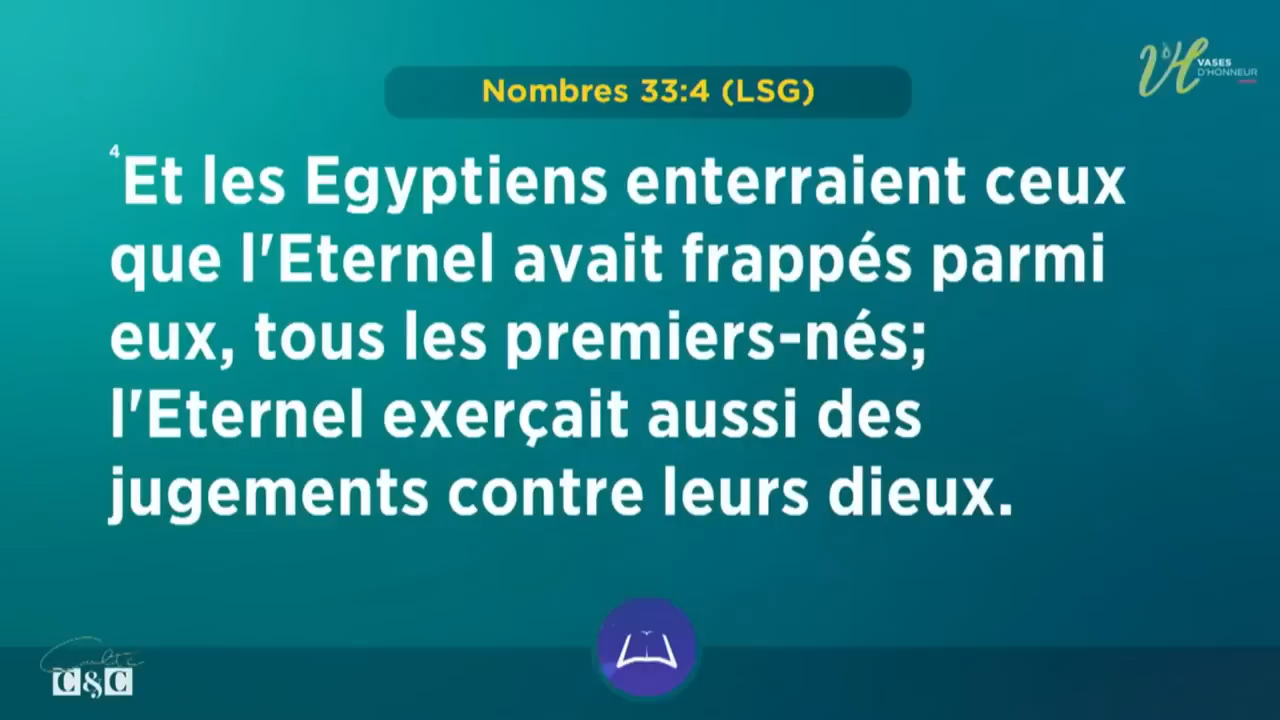 VASES
D'HONNEUR
Nombres 33:4 (LSG)
4 Et les Egyptiens enterraient ceux
que l'Eternel avait frappés parmi
eux, tous les premiers-nés;
l'Eternel exerçait aussi des
jugements contre leurs dieux.
Culte
C&C